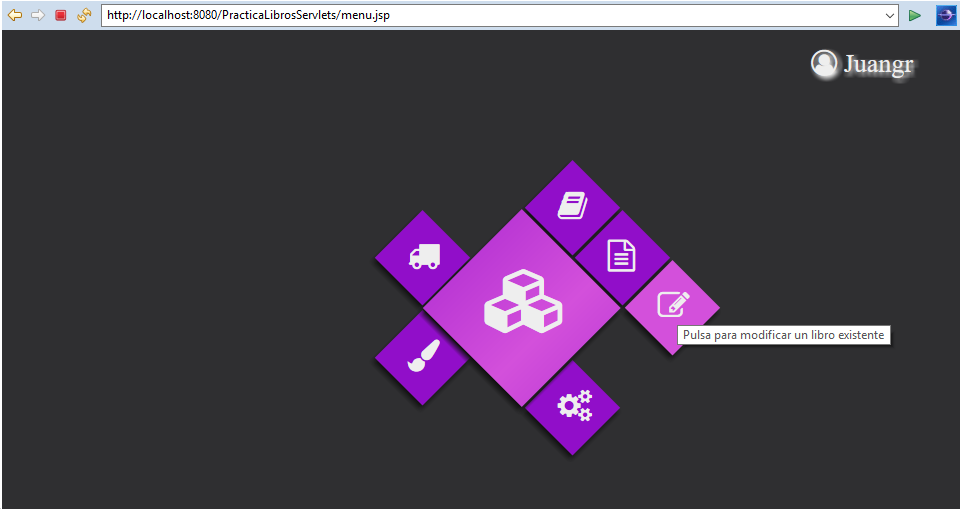 http://localhost:8080/PracticaLibrosServlets/menu.jsp
Juangr
Pulsa para modificar un libro existente